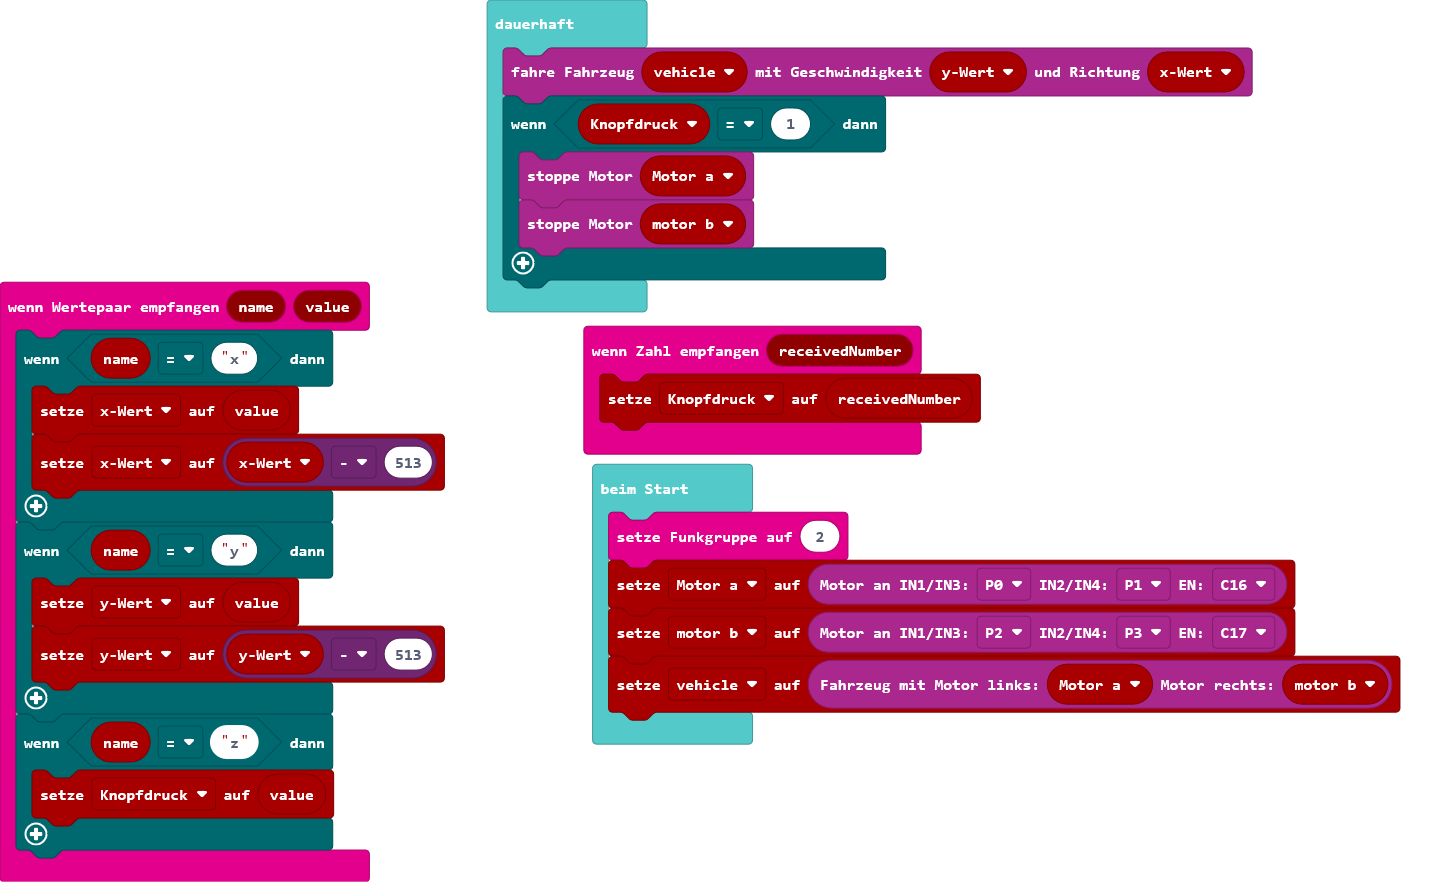 dauerhaft
fahre Fahrzeug vehicle mit Geschwindigkeit y-Wert und Richtung x-Wert
wenn Knopfdruck = 1 dann
stoppe Motor Motor a
stoppe Motor motor b
wenn Wertepaar empfangen name value
wenn name = "x" dann
setze x-Wert auf value
setze x-Wert auf x-Wert - 513
wenn name = "y" dann
setze y-Wert auf value
setze y-Wert auf y-Wert - 513
wenn name = "z" dann
setze Knopfdruck auf value
wenn Zahl empfangen receivedNumber
setze Knopfdruck auf receivedNumber
beim Start
setze Funkgruppe auf 2
setze Motor a auf Motor an IN1/IN3: P0 IN2/IN4: P1 EN: C16
setze motor b auf Motor an IN1/IN3: P2 IN2/IN4: P3 EN: C17
setze vehicle auf Fahrzeug mit Motor links: Motor a Motor rechts: motor b